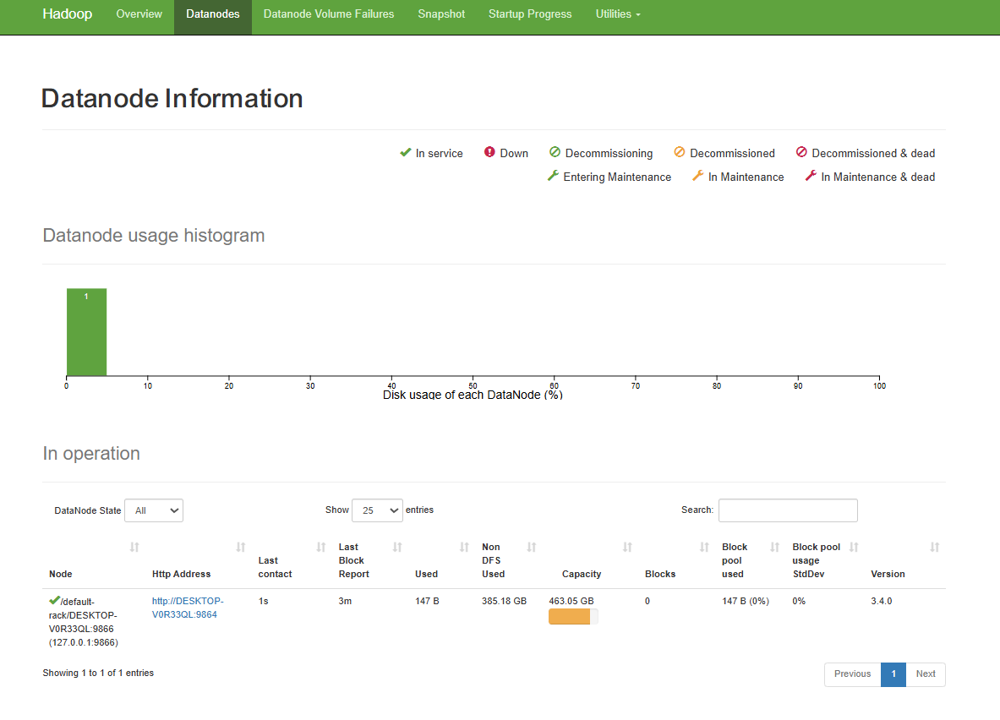 Hadoop Overview Datanodes Datanode Volume Failures Snapshot Startup Progress Utilities
Datanode Information
In service Down Decommissioning Decommissioned Decommissioned & dead
Entering Maintenance In Maintenance In Maintenance & dead
Datanode usage histogram
1
0 10 20 30 40 50 60 70 80 90 100
Disk usage of each DataNode (%)
In operation
DataNode State All Show 25 entries Search:
Node Http Address Last contact Last Block Report Used Non DFS Used Capacity Blocks Block pool used Block pool usage StdDev Version
/default- http://DESKTOP- 1s 3m 147 B 385.18 GB 463.05 GB 0 147 B (0%) 0% 3.4.0
rack/DESKTOP- V0R33QL:9864
V0R33QL:9866
(127.0.0.1:9866)
Showing 1 to 1 of 1 entries Previous 1 Next